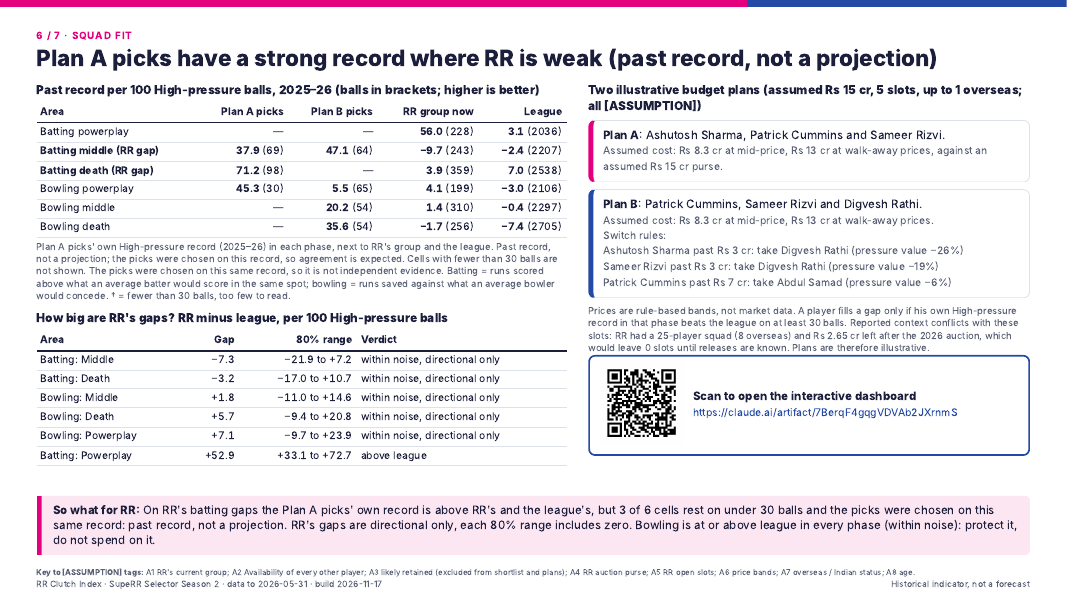 6 / 7 · SQUAD FIT
Plan A picks have a strong record where RR is weak (past record, not a projection)
Past record per 100 High-pressure balls, 2025–26 (balls in brackets; higher is better)
Area Plan A picks Plan B picks RR group now League
Batting powerplay — — 56.0 (228) 3.1 (2036)
Batting middle (RR gap) 37.9 (69) 47.1 (64) −9.7 (243) −2.4 (2207)
Batting death (RR gap) 71.2 (98) — 3.9 (359) 7.0 (2538)
Bowling powerplay 45.3 (30) 5.5 (65) 4.1 (199) −3.0 (2106)
Bowling middle — 20.2 (54) 1.4 (310) −0.4 (2297)
Bowling death — 35.6 (54) −1.7 (256) −7.4 (2705)
Plan A picks' own High-pressure record (2025–26) in each phase, next to RR's group and the league. Past record,
not a projection; the picks were chosen on this record, so agreement is expected. Cells with fewer than 30 balls are
not shown. The picks were chosen on this same record, so it is not independent evidence. Batting = runs scored
above what an average batter would score in the same spot; bowling = runs saved against what an average bowler
would concede. † = fewer than 30 balls, too few to read.
How big are RR's gaps? RR minus league, per 100 High-pressure balls
Area Gap 80% range Verdict
Batting: Middle −7.3 −21.9 to +7.2 within noise, directional only
Batting: Death −3.2 −17.0 to +10.7 within noise, directional only
Bowling: Middle +1.8 −11.0 to +14.6 within noise, directional only
Bowling: Death +5.7 −9.4 to +20.8 within noise, directional only
Bowling: Powerplay +7.1 −9.7 to +23.9 within noise, directional only
Batting: Powerplay +52.9 +33.1 to +72.7 above league
Two illustrative budget plans (assumed Rs 15 cr, 5 slots, up to 1 overseas;
all [ASSUMPTION])
Plan A: Ashutosh Sharma, Patrick Cummins and Sameer Rizvi.
Assumed cost: Rs 8.3 cr at mid-price, Rs 13 cr at walk-away prices, against an
assumed Rs 15 cr purse.
Plan B: Patrick Cummins, Sameer Rizvi and Digvesh Rathi.
Assumed cost: Rs 8.3 cr at mid-price, Rs 13 cr at walk-away prices.
Switch rules:
Ashutosh Sharma past Rs 3 cr: take Digvesh Rathi (pressure value −26%)
Sameer Rizvi past Rs 3 cr: take Digvesh Rathi (pressure value −19%)
Patrick Cummins past Rs 7 cr: take Abdul Samad (pressure value −6%)
Prices are rule-based bands, not market data. A player fills a gap only if his own High-pressure
record in that phase beats the league on at least 30 balls. Reported context conflicts with these
slots: RR had a 25-player squad (8 overseas) and Rs 2.65 cr left after the 2026 auction, which
would leave 0 slots until releases are known. Plans are therefore illustrative.
Scan to open the interactive dashboard
https://claude.ai/artifact/7BerqF4gqgVDVAb2JXrnmS
So what for RR: On RR's batting gaps the Plan A picks' own record is above RR's and the league's, but 3 of 6 cells rest on under 30 balls and the picks were chosen on this
same record: past record, not a projection. RR's gaps are directional only, each 80% range includes zero. Bowling is at or above league in every phase (within noise): protect it,
do not spend on it.
Key to [ASSUMPTION] tags: A1 RR's current group; A2 Availability of every other player; A3 likely retained (excluded from shortlist and plans); A4 RR auction purse; A5 RR open slots; A6 price bands; A7 overseas / Indian status; A8 age.
RR Clutch Index · SupeRR Selector Season 2 · data to 2026-05-31 · build 2026-11-17
Historical indicator, not a forecast